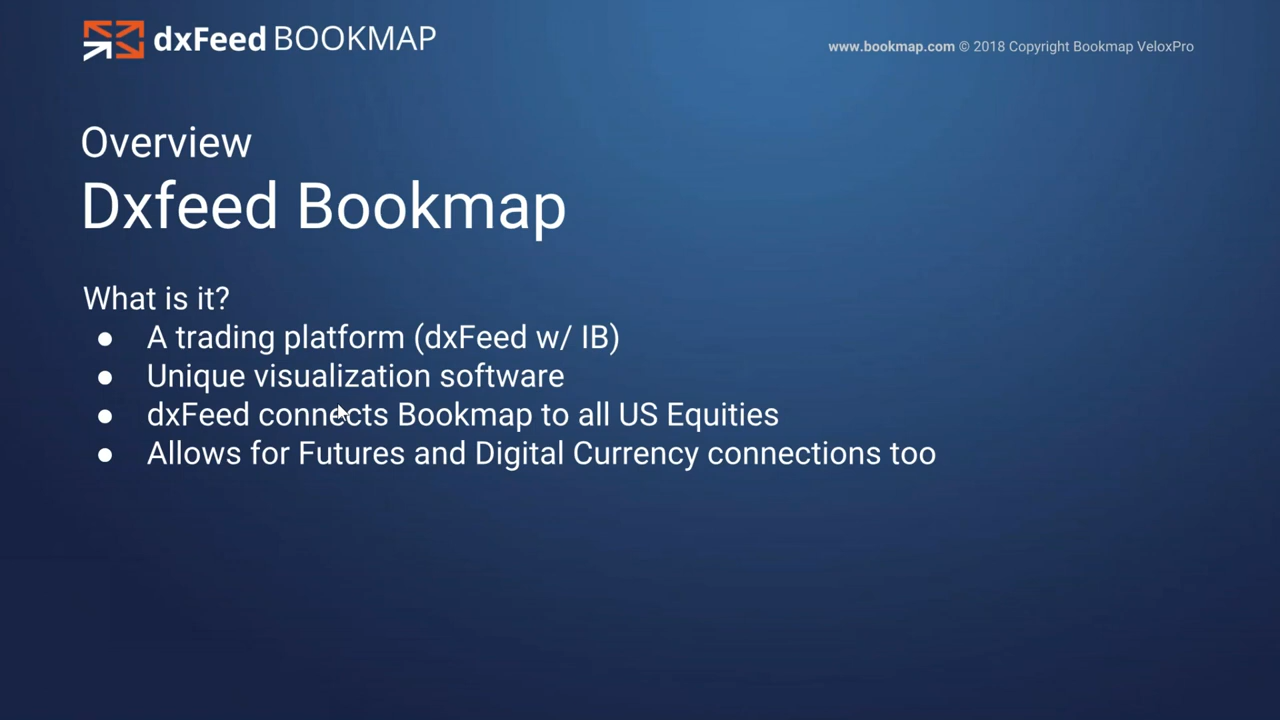 dxFeed BOOKMAP
www.bookmap.com © 2018 Copyright Bookmap VeloxPro
Overview
Dxfeed Bookmap
What is it?
● A trading platform (dxFeed w/ IB)
● Unique visualization software
● dxFeed connects Bookmap to all US Equities
● Allows for Futures and Digital Currency connections too